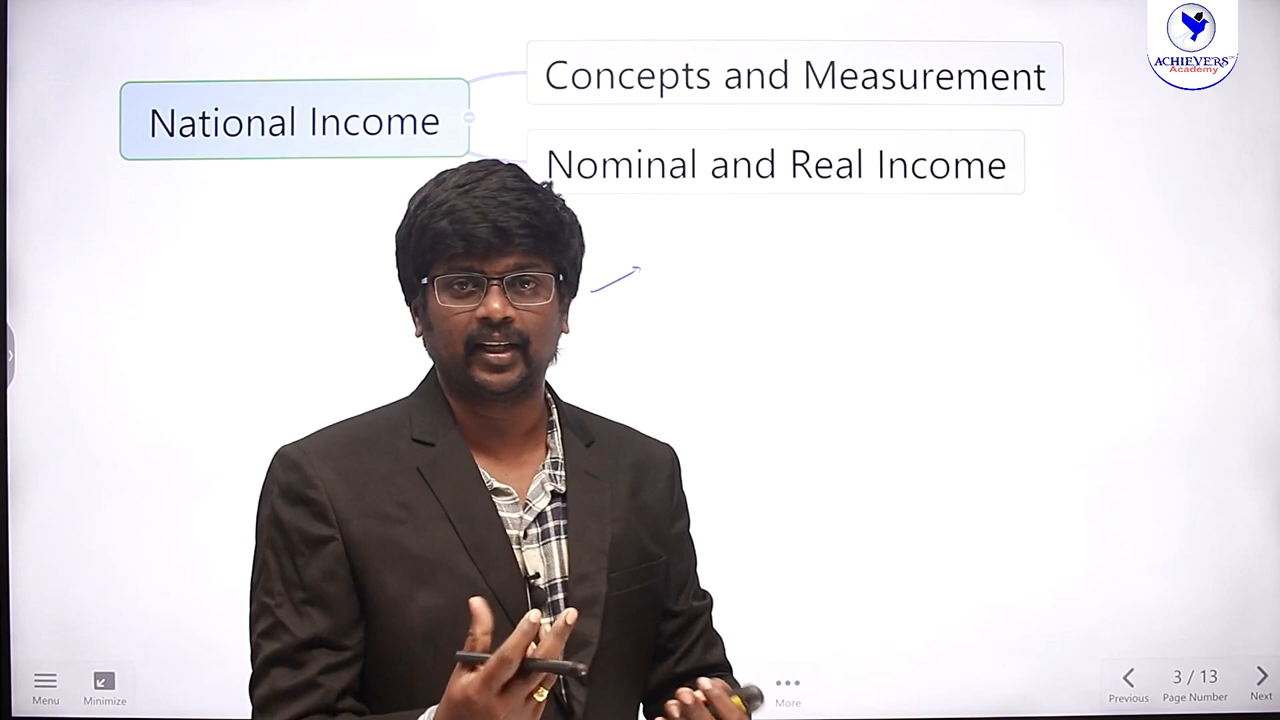 National Income
Concepts and Measurement
Nominal and Real Income
ACHIEVERS
Academy
Menu
Minimize
More
Previous
3 / 13
Page Number
Next